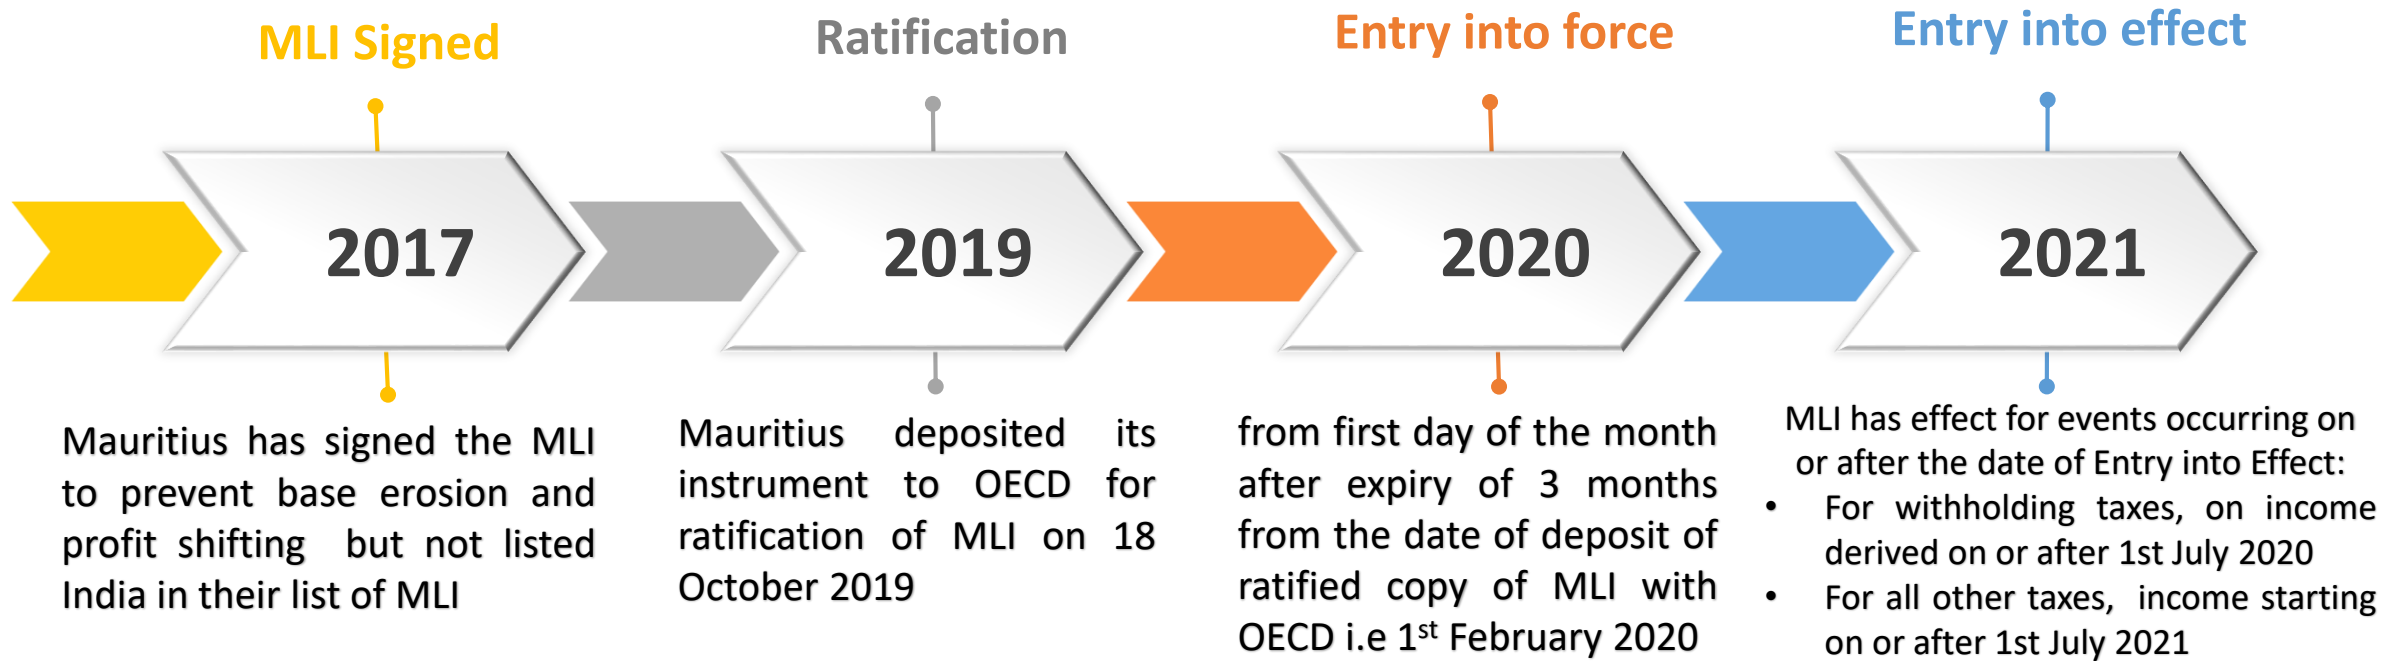 MLI Signed
Ratification
Entry into force
Entry into effect
2017
2019
2020
2021
Mauritius has signed the MLI
to prevent base erosion and
profit shifting but not listed
India in their list of MLI
Mauritius deposited its
instrument to OECD for
ratification of MLI on 18
October 2019
from first day of the month
after expiry of 3 months
from the date of deposit of
ratified copy of MLI with
OECD i.e 1st February 2020
MLI has effect for events occurring on
or after the date of Entry into Effect:
• For withholding taxes, on income
derived on or after 1st July 2020
• For all other taxes, income starting
on or after 1st July 2021